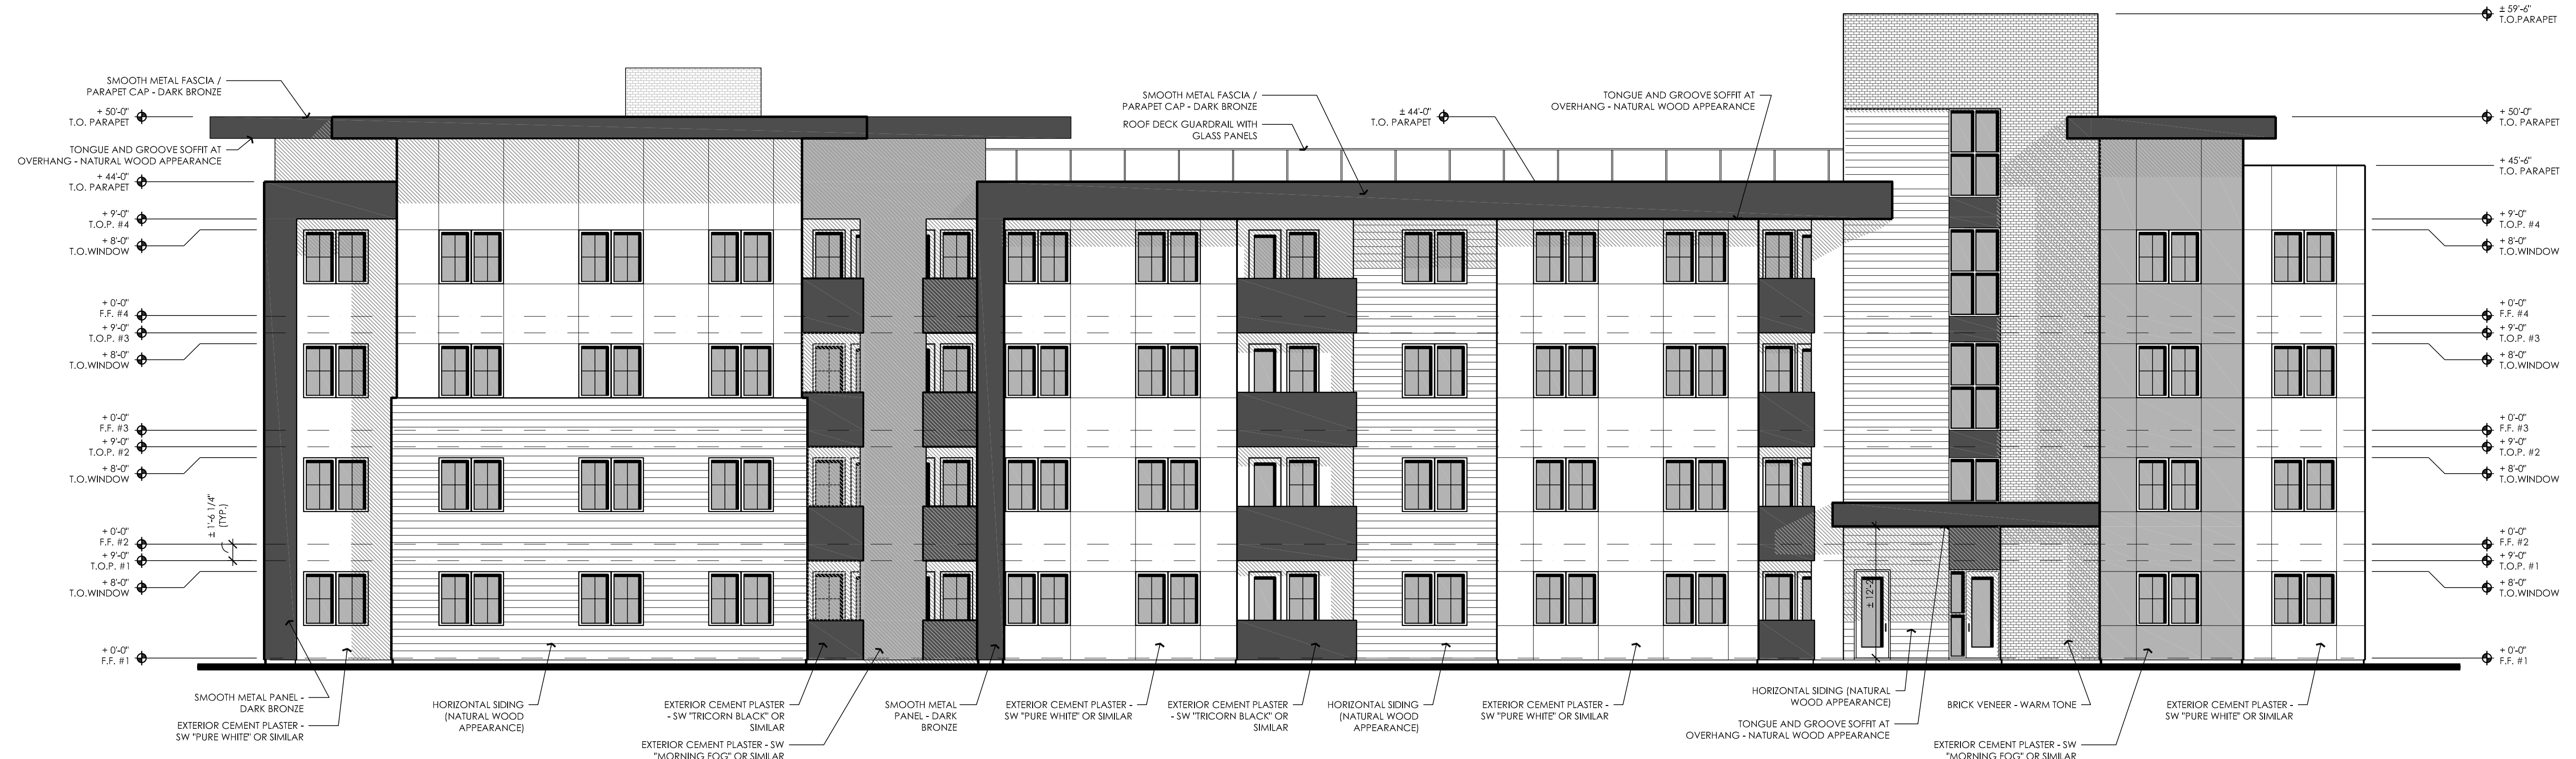 ± 59'-6"
T.O.PARAPET
SMOOTH METAL FASCIA /
PARAPET CAP - DARK BRONZE
+ 50'-0"
T.O. PARAPET
TONGUE AND GROOVE SOFFIT AT
OVERHANG - NATURAL WOOD APPEARANCE
+ 44'-0"
T.O. PARAPET
+ 9'-0"
T.O.P. #4
+ 8'-0"
T.O.WINDOW
+ 0'-0"
F.F. #4
+ 9'-0"
T.O.P. #3
+ 8'-0"
T.O.WINDOW
+ 0'-0"
F.F. #3
+ 9'-0"
T.O.P. #2
+ 8'-0"
T.O.WINDOW
± 1'-6 1/4"
(TYP.)
+ 0'-0"
F.F. #2
+ 9'-0"
T.O.P. #1
+ 8'-0"
T.O.WINDOW
+ 0'-0"
F.F. #1
SMOOTH METAL FASCIA /
PARAPET CAP - DARK BRONZE
ROOF DECK GUARDRAIL WITH
GLASS PANELS
± 44'-0"
T.O. PARAPET
TONGUE AND GROOVE SOFFIT AT
OVERHANG - NATURAL WOOD APPEARANCE
± 12'-2"
+ 50'-0"
T.O. PARAPET
+ 45'-6"
T.O. PARAPET
+ 9'-0"
T.O.P. #4
+ 8'-0"
T.O.WINDOW
+ 0'-0"
F.F. #4
+ 9'-0"
T.O.P. #3
+ 8'-0"
T.O.WINDOW
+ 0'-0"
F.F. #3
+ 9'-0"
T.O.P. #2
+ 8'-0"
T.O.WINDOW
+ 0'-0"
F.F. #2
+ 9'-0"
T.O.P. #1
+ 8'-0"
T.O.WINDOW
+ 0'-0"
F.F. #1
SMOOTH METAL PANEL -
DARK BRONZE
EXTERIOR CEMENT PLASTER -
SW "PURE WHITE" OR SIMILAR
HORIZONTAL SIDING
(NATURAL WOOD
APPEARANCE)
EXTERIOR CEMENT PLASTER
- SW "TRICORN BLACK" OR
SIMILAR
EXTERIOR CEMENT PLASTER - SW
"MORNING FOG" OR SIMILAR
SMOOTH METAL
PANEL - DARK
BRONZE
EXTERIOR CEMENT PLASTER -
SW "PURE WHITE" OR SIMILAR
EXTERIOR CEMENT PLASTER
- SW "TRICORN BLACK" OR
SIMILAR
HORIZONTAL SIDING
(NATURAL WOOD
APPEARANCE)
EXTERIOR CEMENT PLASTER -
SW "PURE WHITE" OR SIMILAR
HORIZONTAL SIDING (NATURAL
WOOD APPEARANCE)
TONGUE AND GROOVE SOFFIT AT
OVERHANG - NATURAL WOOD APPEARANCE
BRICK VENEER - WARM TONE
EXTERIOR CEMENT PLASTER - SW
"MORNING FOG" OR SIMILAR
EXTERIOR CEMENT PLASTER -
SW "PURE WHITE" OR SIMILAR